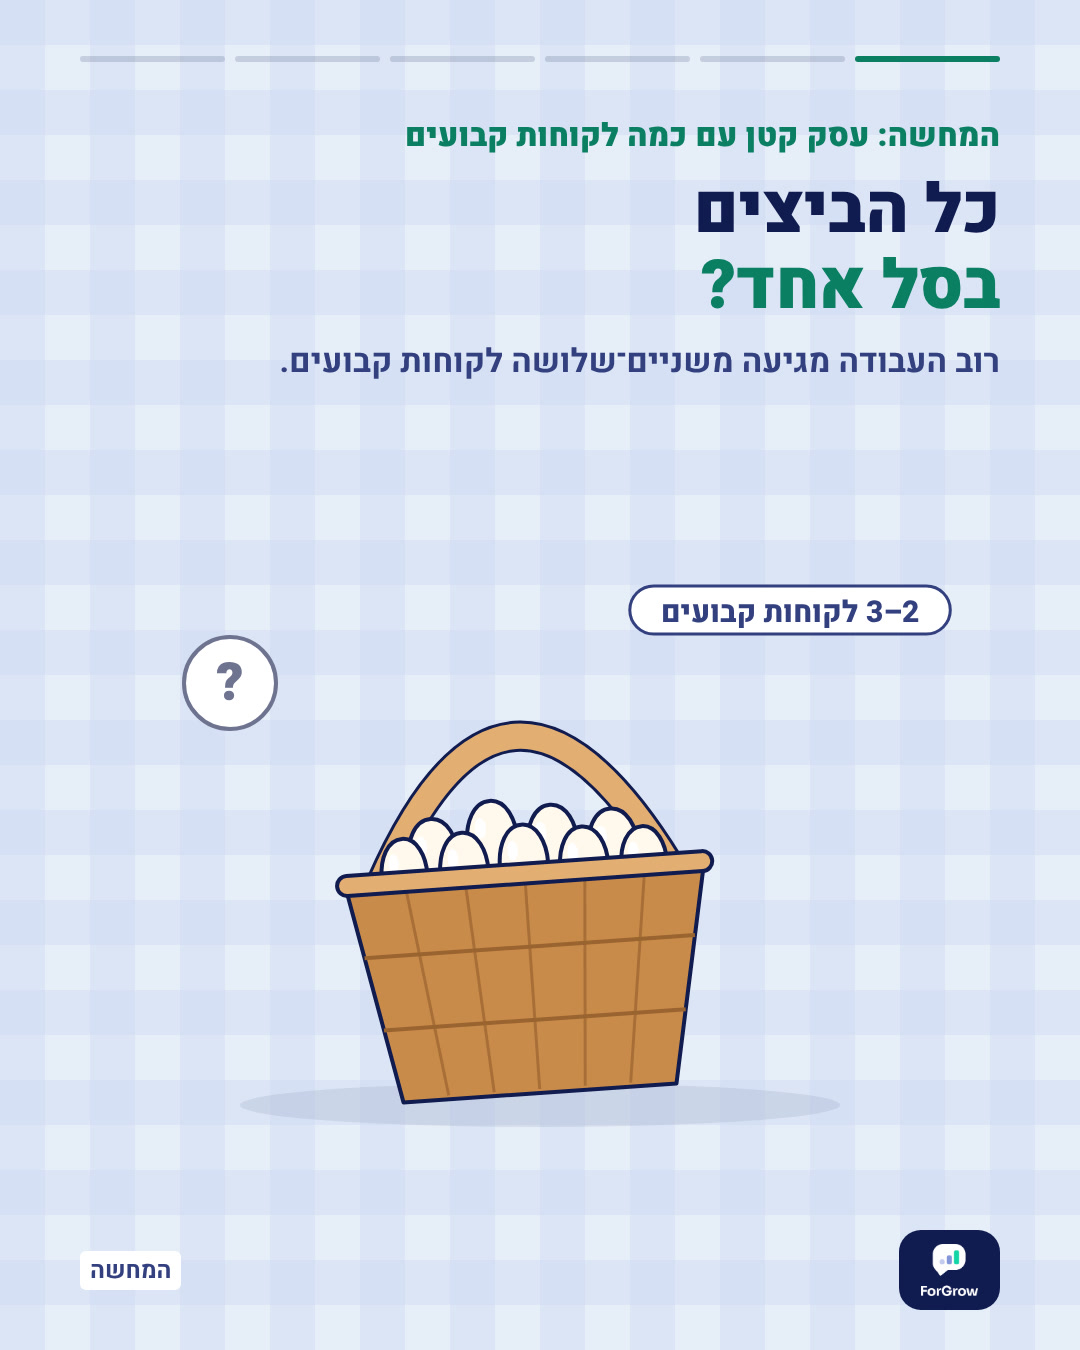 המחשה: עסק קטן עם כמה לקוחות קבועים
כל הביצים
בסל אחד?
רוב העבודה מגיעה משניים־שלושה לקוחות קבועים.
2–3 לקוחות קבועים
?
המחשה
ForGrow